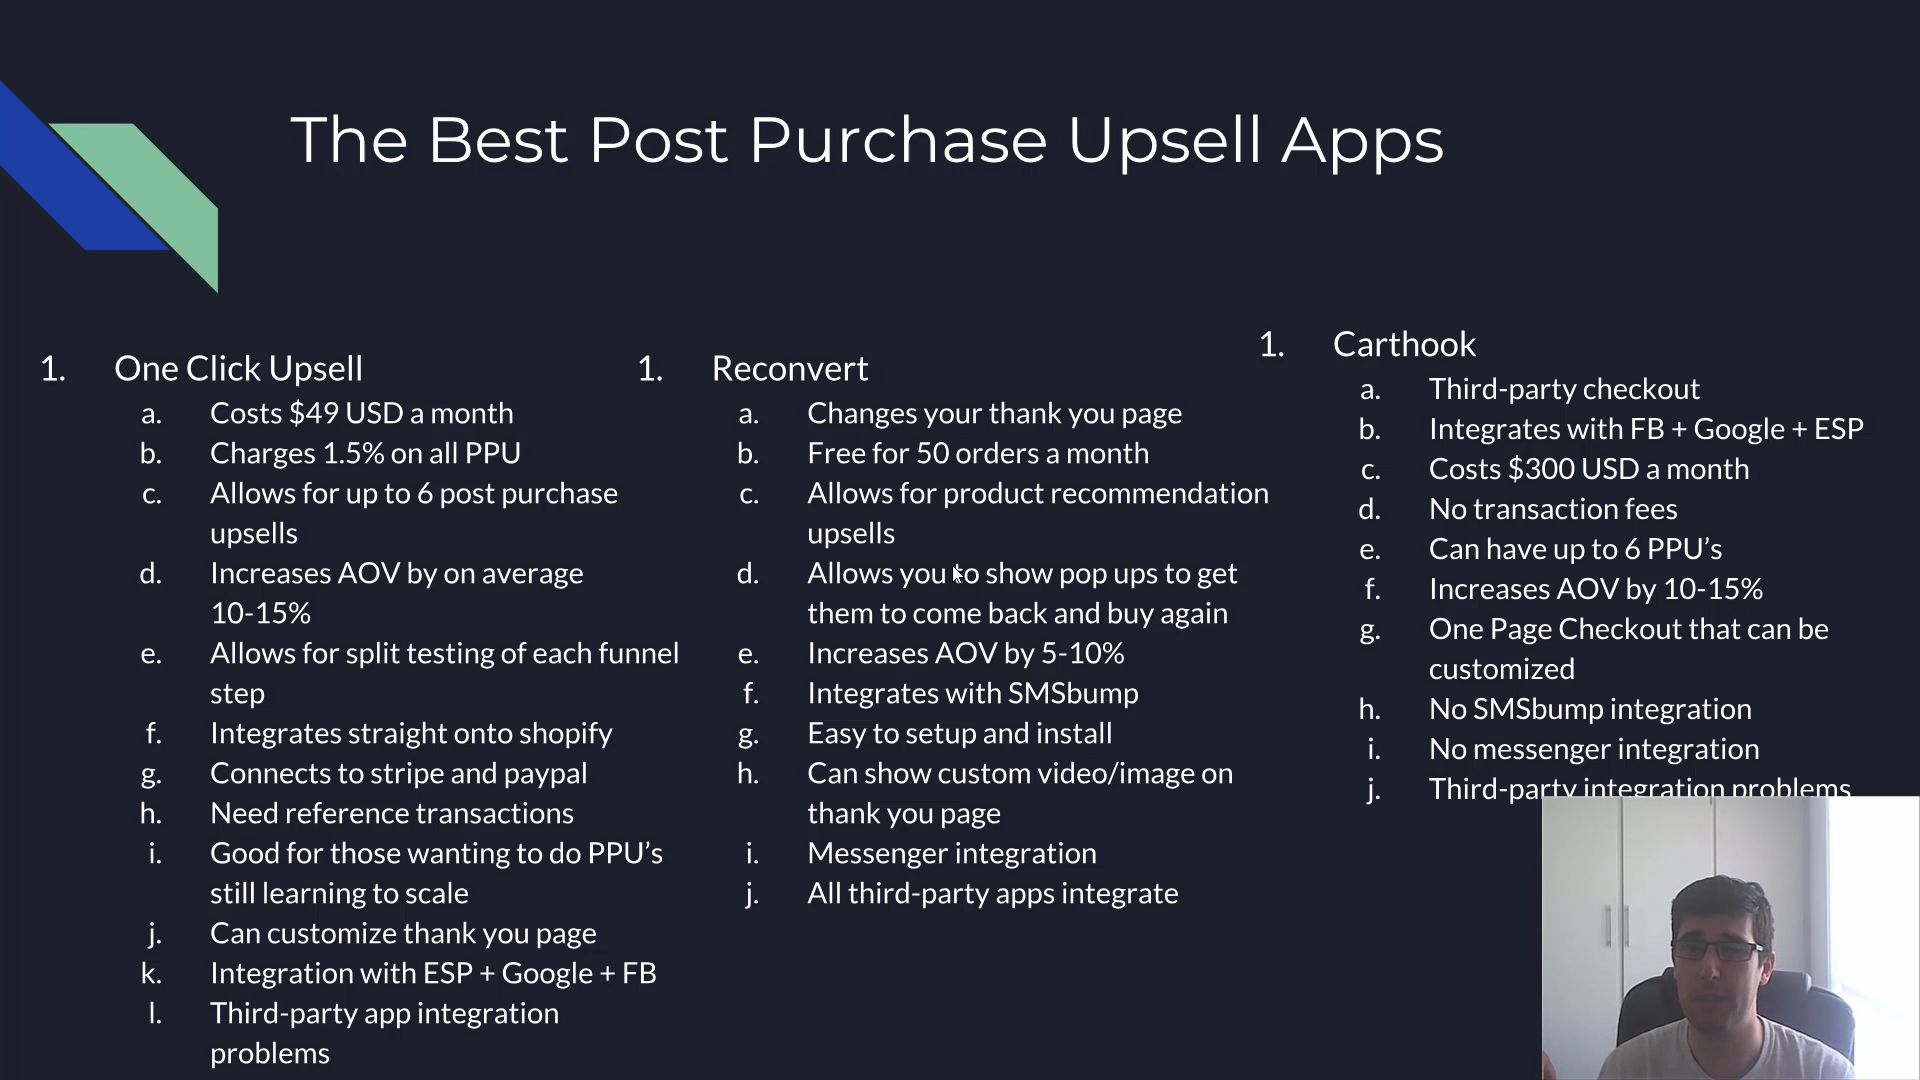 The Best Post Purchase Upsell Apps
1. One Click Upsell
a. Costs $49 USD a month
b. Charges 1.5% on all PPU
c. Allows for up to 6 post purchase
upsells
d. Increases AOV by on average
10-15%
e. Allows for split testing of each funnel
step
f. Integrates straight onto shopify
g. Connects to stripe and paypal
h. Need reference transactions
i. Good for those wanting to do PPU’s
still learning to scale
j. Can customize thank you page
k. Integration with ESP + Google + FB
l. Third-party app integration
problems
1. Reconvert
a. Changes your thank you page
b. Free for 50 orders a month
c. Allows for product recommendation
upsells
d. Allows you to show pop ups to get
them to come back and buy again
e. Increases AOV by 5-10%
f. Integrates with SMSbump
g. Easy to setup and install
h. Can show custom video/image on
thank you page
i. Messenger integration
j. All third-party apps integrate
1. Carthook
a. Third-party checkout
b. Integrates with FB + Google + ESP
c. Costs $300 USD a month
d. No transaction fees
e. Can have up to 6 PPU’s
f. Increases AOV by 10-15%
g. One Page Checkout that can be
customized
h. No SMSbump integration
i. No messenger integration
j. Third-party integration problems